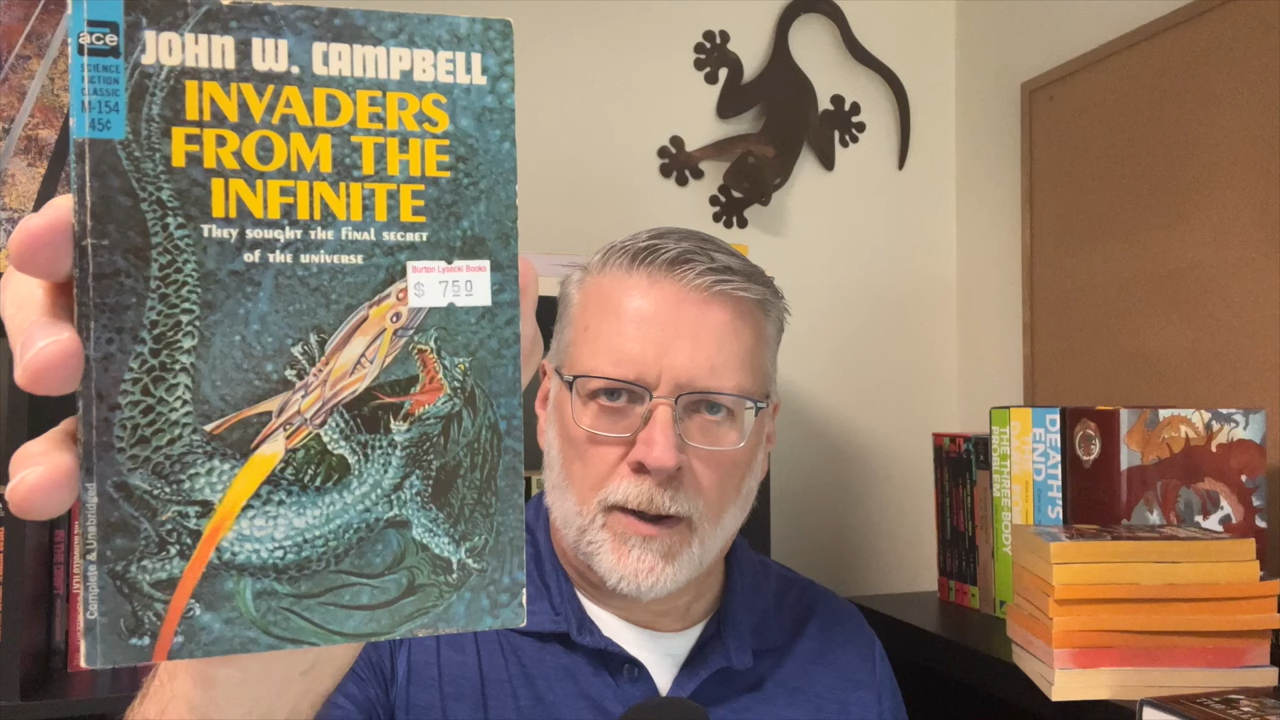 ace
SCIENCE
FICTION
CLASSIC
M-154
45¢
JOHN W. CAMPBELL
INVADERS
FROM THE
INFINITE
They sought the final secret
of the universe
Burton Lysecki Books
$ 750
Complete & Unabridged
THE THREE-BODY
PROBLEM
DEATH'S
END